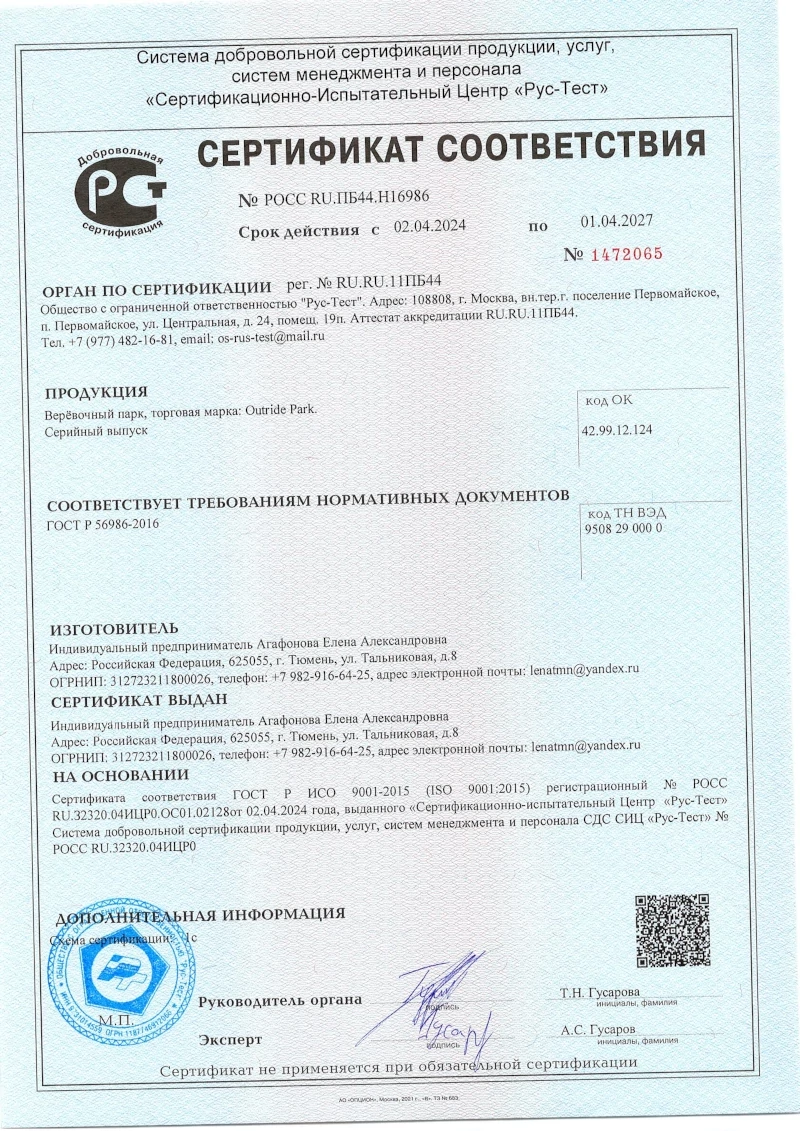 Система добровольной сертификации продукции, услуг,
систем менеджмента и персонала
«Сертификационно-Испытательный Центр «Рус-Тест»
Добровольная
сертификация
СЕРТИФИКАТ СООТВЕТСТВИЯ
№ РОСС RU.ПБ44.Н16986
Срок действия с 02.04.2024 по 01.04.2027
№ 1472065
ОРГАН ПО СЕРТИФИКАЦИИ рег. № RU.RU.11ПБ44
Общество с ограниченной ответственностью "Рус-Тест". Адрес: 108808, г. Москва, вн.тер.г. поселение Первомайское,
п. Первомайское, ул. Центральная, д. 24, помещ. 19п. Аттестат аккредитации RU.RU.11ПБ44.
Тел. +7 (977) 482-16-81, email: os-rus-test@mail.ru
ПРОДУКЦИЯ
Верёвочный парк, торговая марка: Outride Park.
Серийный выпуск
код ОК
42.99.12.124
СООТВЕТСТВУЕТ ТРЕБОВАНИЯМ НОРМАТИВНЫХ ДОКУМЕНТОВ
ГОСТ Р 56986-2016
код ТН ВЭД
9508 29 000 0
ИЗГОТОВИТЕЛЬ
Индивидуальный предприниматель Агафонова Елена Александровна
Адрес: Российская Федерация, 625055, г. Тюмень, ул. Тальниковая, д.8
ОГРНИП: 312723211800026, телефон: +7 982-916-64-25, адрес электронной почты: lenatmn@yandex.ru
СЕРТИФИКАТ ВЫДАН
Индивидуальный предприниматель Агафонова Елена Александровна
Адрес: Российская Федерация, 625055, г. Тюмень, ул. Тальниковая, д.8
ОГРНИП: 312723211800026, телефон: +7 982-916-64-25, адрес электронной почты: lenatmn@yandex.ru
НА ОСНОВАНИИ
Сертификата соответствия ГОСТ Р ИСО 9001-2015 (ISO 9001:2015) регистрационный № РОСС
RU.32320.04ИЦР0.ОС01.02128от 02.04.2024 года, выданного «Сертификационно-испытательный Центр «Рус-Тест»
Система добровольной сертификации продукции, услуг, систем менеджмента и персонала СДС СИЦ «Рус-Тест» №
РОСС RU.32320.04ИЦР0
ДОПОЛНИТЕЛЬНАЯ ИНФОРМАЦИЯ
Схема сертификации: 1с
М.П.
Руководитель органа
подпись
Т.Н. Гусарова
инициалы, фамилия
Эксперт
подпись
А.С. Гусаров
инициалы, фамилия
Сертификат не применяется при обязательной сертификации
АО «ОПЦИОН», Москва, 2021 г., «В». ТЗ № 665.